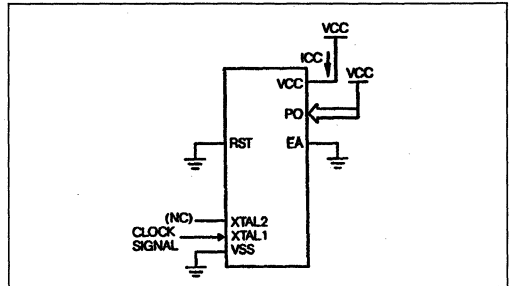 VCC
ICC
VCC
VCC
PO
RST
EA
(NC)
XTAL2
CLOCK
SIGNAL
XTAL1
VSS